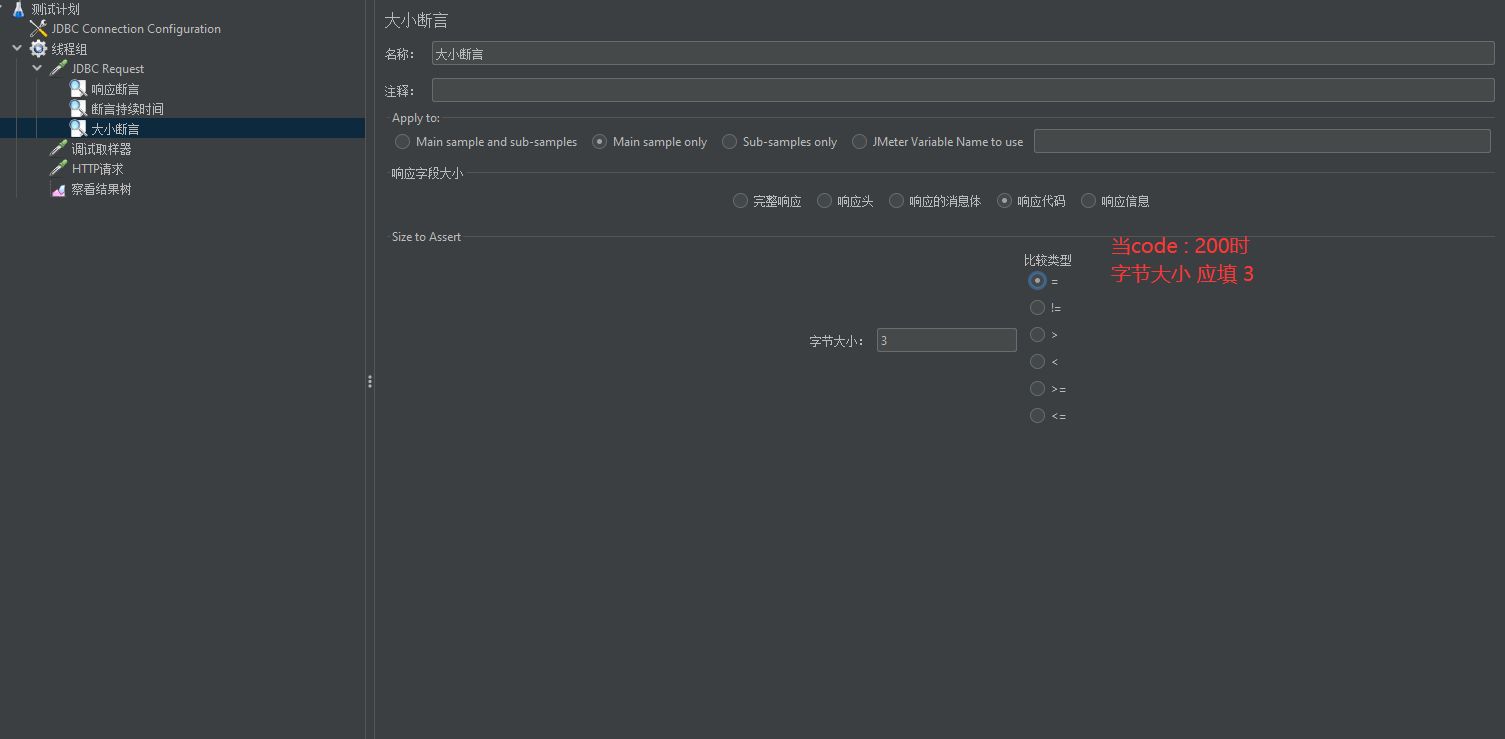 测试计划
JDBC Connection Configuration
线程组
JDBC Request
响应断言
断言持续时间
大小断言
调试取样器
HTTP请求
察看结果树
大小断言
名称： 大小断言
注释：
Apply to:
Main sample and sub-samples Main sample only Sub-samples only JMeter Variable Name to use
响应字段大小
完整响应 响应头 响应的消息体 响应代码 响应信息
Size to Assert
当code : 200时
字节大小 应填 3
比较类型
=
!=
>
字节大小： 3
<
>=
<=